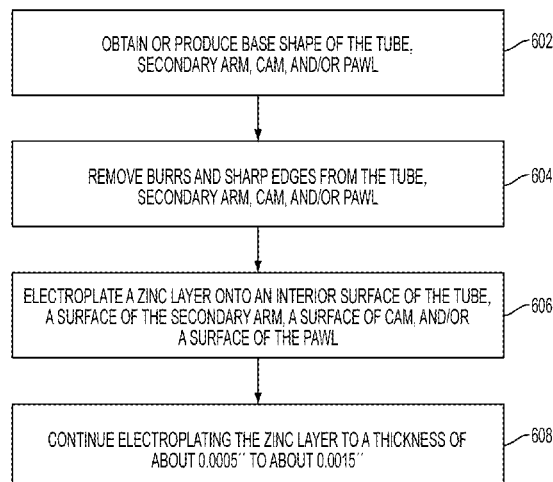 OBTAIN OR PRODUCE BASE SHAPE OF THE TUBE,
SECONDARY ARM, CAM, AND/OR PAWL
602
REMOVE BURRS AND SHARP EDGES FROM THE TUBE,
SECONDARY ARM, CAM, AND/OR PAWL
604
ELECTROPLATE A ZINC LAYER ONTO AN INTERIOR SURFACE OF THE TUBE,
A SURFACE OF THE SECONDARY ARM, A SURFACE OF CAM, AND/OR
A SURFACE OF THE PAWL
606
CONTINUE ELECTROPLATING THE ZINC LAYER TO A THICKNESS OF
ABOUT 0.0005´´ TO ABOUT 0.0015´´
608